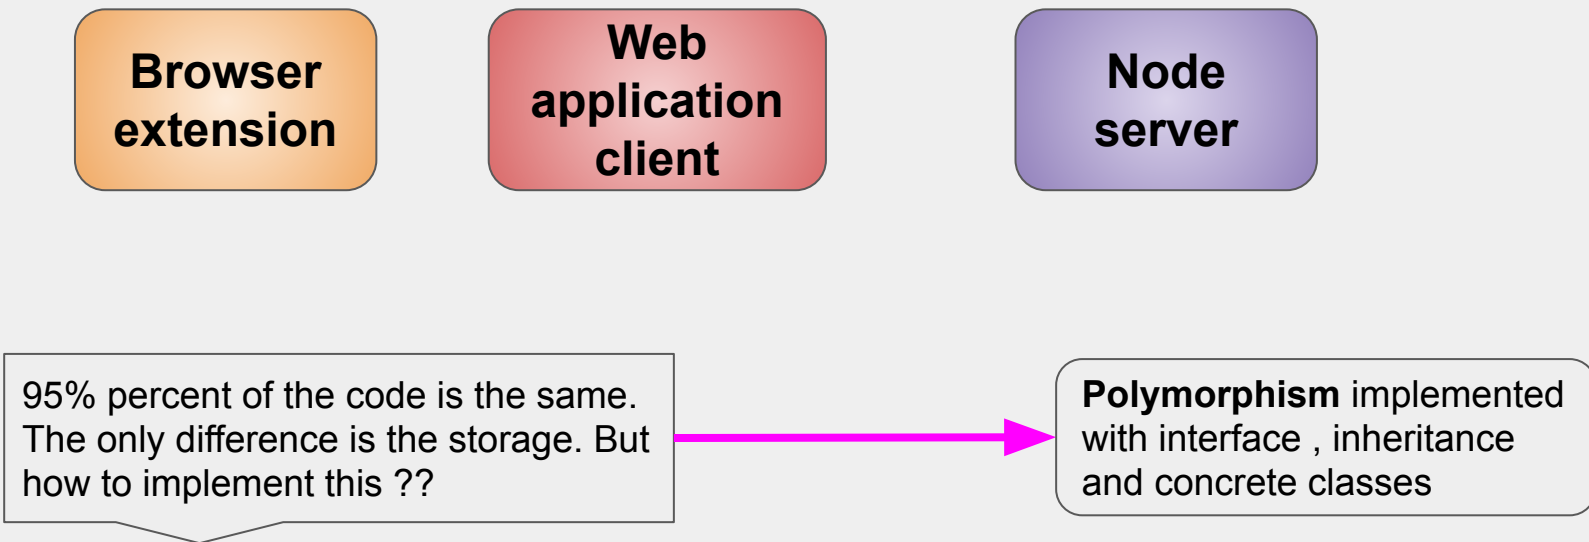 Browser
extension
Web
application
client
Node
server
95% percent of the code is the same.
The only difference is the storage. But
how to implement this ??
Polymorphism implemented
with interface , inheritance
and concrete classes